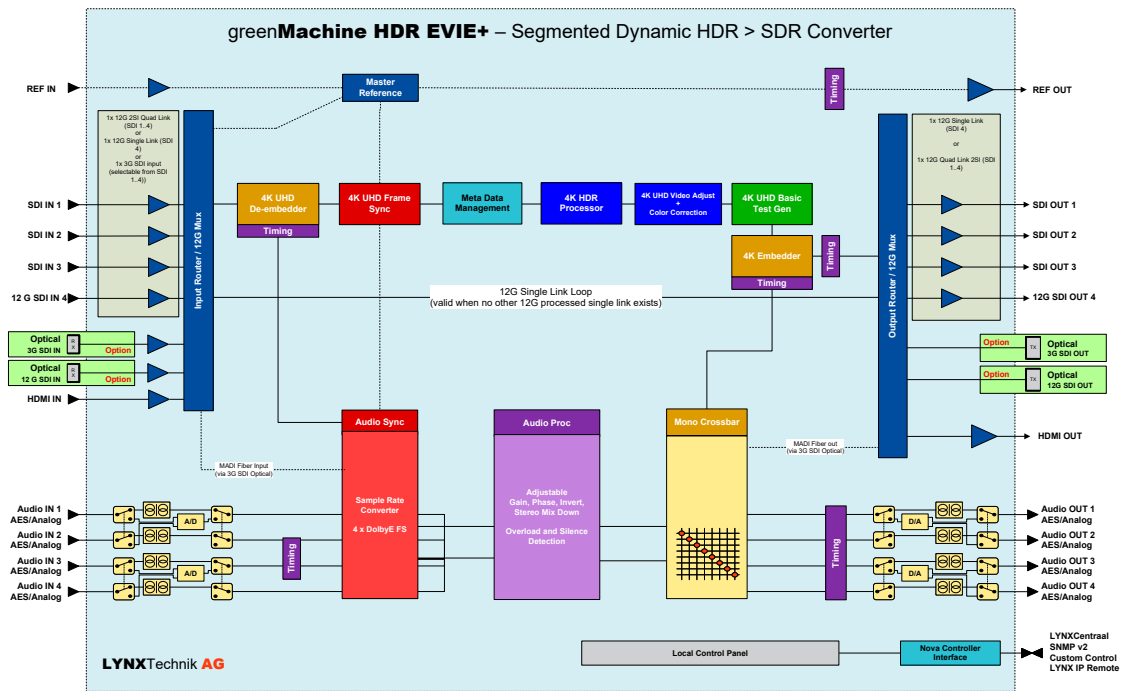 greenMachine HDR EVIE+ – Segmented Dynamic HDR > SDR Converter
REF IN
Master
Reference
Timing
REF OUT
1x 12G 2SI Quad Link
(SDI 1..4)
or
1x 12G Single Link (SDI
4)
or
1x 3G SDI input
(selectable from SDI
1..4))
Input Router / 12G Mux
SDI IN 1
SDI IN 2
SDI IN 3
12 G SDI IN 4
Optical
3G SDI IN
R
X
Option
Optical
12 G SDI IN
R
X
Option
HDMI IN
4K UHD
De-embedder
Timing
4K UHD Frame
Sync
Meta Data
Management
4K HDR
Processor
4K UHD Video Adjust
+
Color Correction
4K UHD Basic
Test Gen
4K Embedder
Timing
Timing
12G Single Link Loop
(valid when no other 12G processed single link exists)
Output Router / 12G Mux
1x 12G Single Link
(SDI 4)
or
1x 12G Quad Link 2SI (SDI
1..4)
SDI OUT 1
SDI OUT 2
SDI OUT 3
12G SDI OUT 4
Option
TX
Optical
3G SDI OUT
Option
TX
Optical
12G SDI OUT
HDMI OUT
MADI Fiber Input
(via 3G SDI Optical)
Audio Sync
Sample Rate
Converter
4 x DolbyE FS
Audio Proc
Adjustable
Gain, Phase, Invert,
Stereo Mix Down
Overload and Silence
Detection
Mono Crossbar
MADI Fiber out
(via 3G SDI Optical)
Audio IN 1
AES/Analog
Audio IN 2
AES/Analog
Audio IN 3
AES/Analog
Audio IN 4
AES/Analog
A/D
A/D
Timing
Timing
D/A
D/A
Audio OUT 1
AES/Analog
Audio OUT 2
AES/Analog
Audio OUT 3
AES/Analog
Audio OUT 4
AES/Analog
LYNXTechnik AG
Local Control Panel
Nova Controller
Interface
LYNXCentraal
SNMP v2
Custom Control
LYNX IP Remote